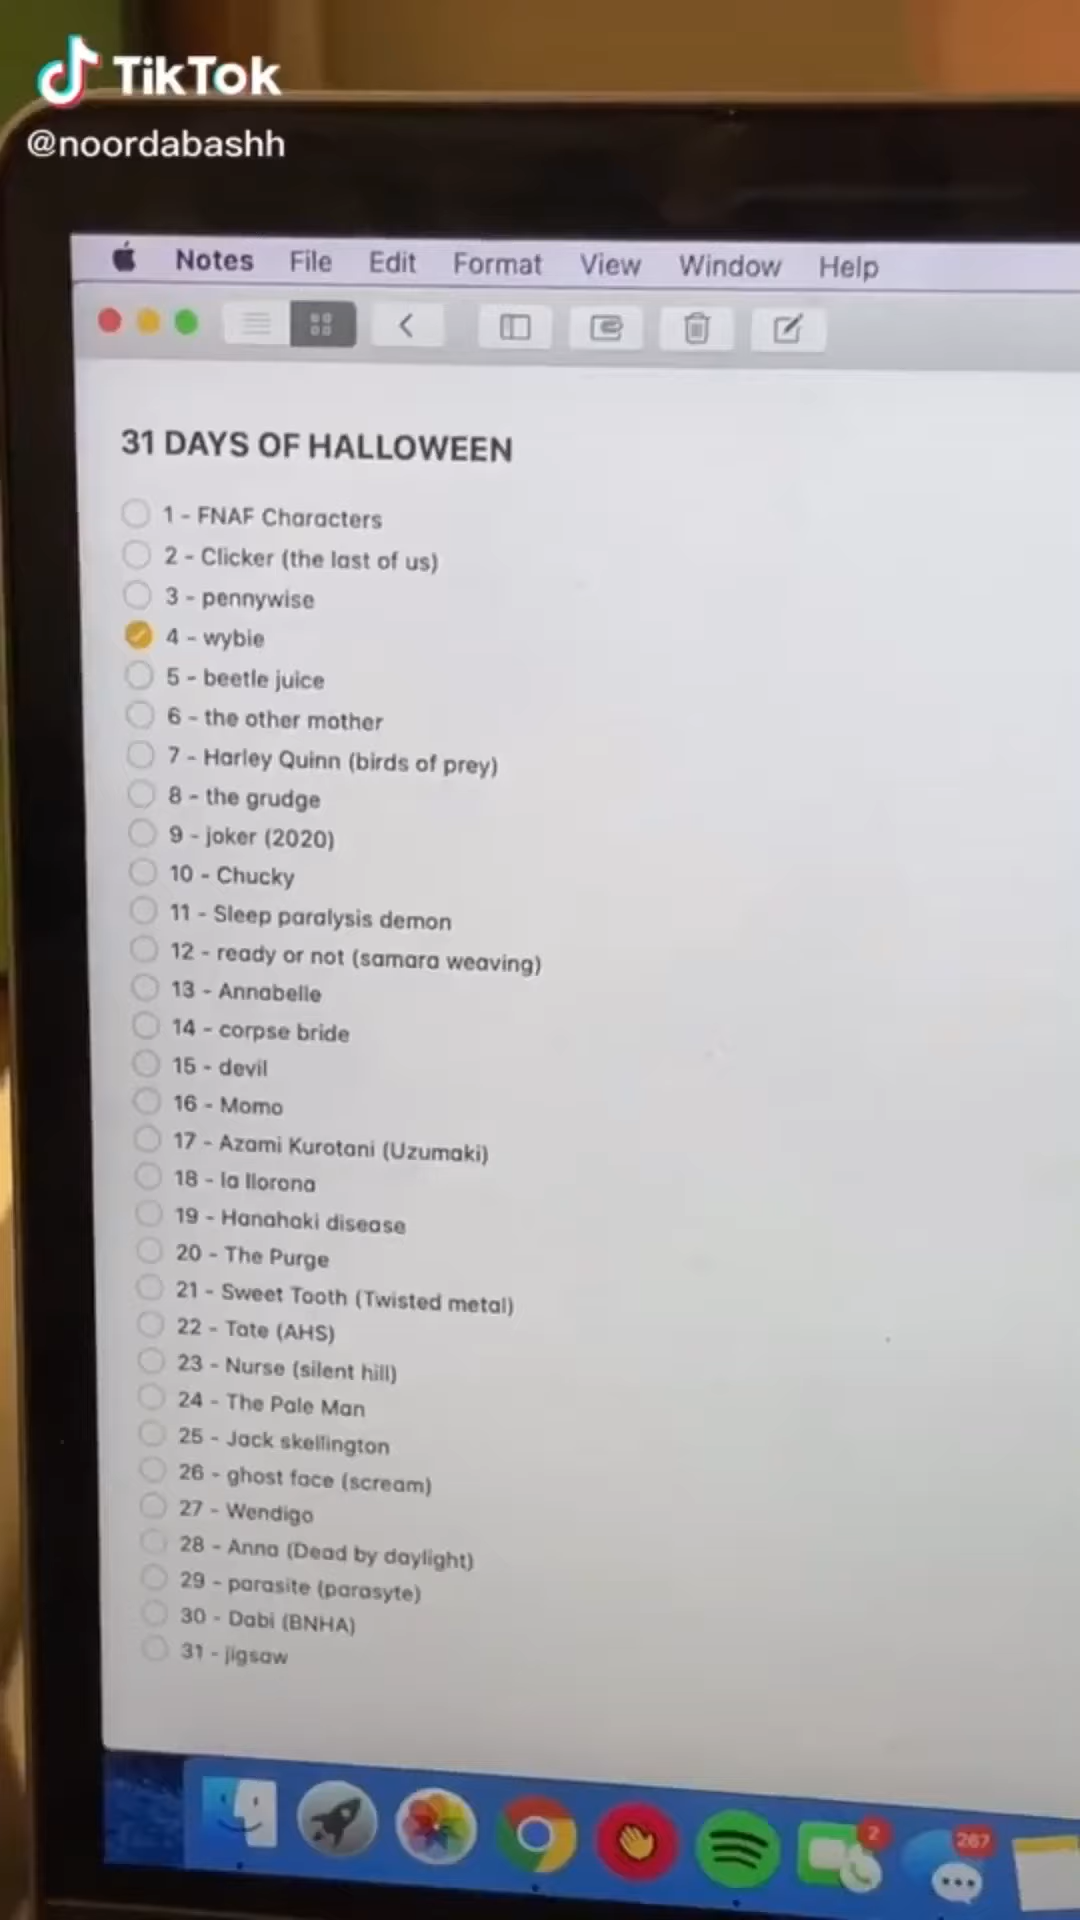 TikTok
@noordabashh
Notes File Edit Format View Window Help
31 DAYS OF HALLOWEEN
1 - FNAF Characters
2 - Clicker (the last of us)
3 - pennywise
4 - wybie
5 - beetle juice
6 - the other mother
7 - Harley Quinn (birds of prey)
8 - the grudge
9 - joker (2020)
10 - Chucky
11 - Sleep paralysis demon
12 - ready or not (samara weaving)
13 - Annabelle
14 - corpse bride
15 - devil
16 - Momo
17 - Azami Kurotani (Uzumaki)
18 - la llorona
19 - Hanahaki disease
20 - The Purge
21 - Sweet Tooth (Twisted metal)
22 - Tate (AHS)
23 - Nurse (silent hill)
24 - The Pale Man
25 - Jack skellington
26 - ghost face (scream)
27 - Wendigo
28 - Anna (Dead by daylight)
29 - parasite (parasyte)
30 - Dabi (BNHA)
31 - jigsaw
2
267